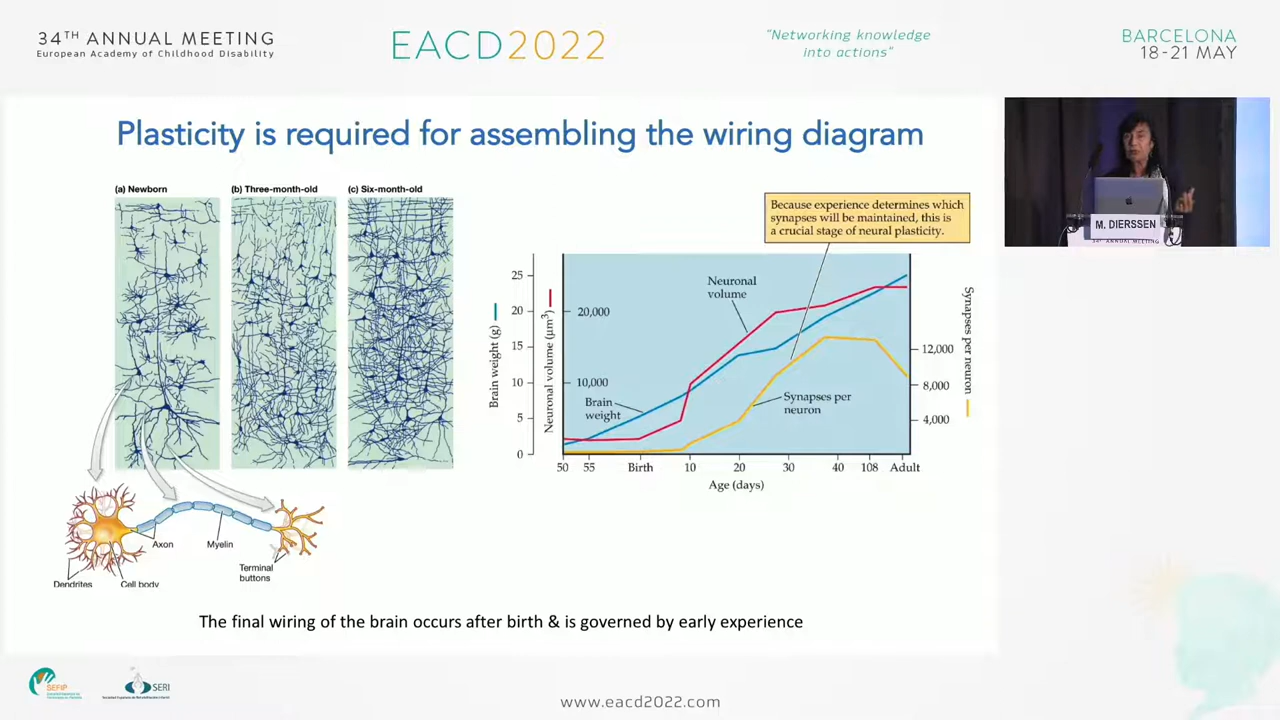 34TH ANNUAL MEETING
European Academy of Childhood Disability
EACD2022
"Networking knowledge
into actions"
BARCELONA
18-21 MAY
Plasticity is required for assembling the wiring diagram
(a) Newborn
(b) Three-month-old
(c) Six-month-old
Axon
Myelin
Terminal
buttons
Dendrites
Cell body
Because experience determines which
synapses will be maintained, this is
a crucial stage of neural plasticity.
Brain weight (g)
25
20
15
10
5
0
Neuronal volume (μm³)
20,000
10,000
Neuronal
volume
Brain
weight
Synapses per
neuron
Synapses per neuron
12,000
8,000
4,000
50 55 Birth 10 20 30 40 108 Adult
Age (days)
M. DIERSSEN
34TH ANNUAL MEETING
The final wiring of the brain occurs after birth & is governed by early experience
SEFIP
SERI
www.eacd2022.com